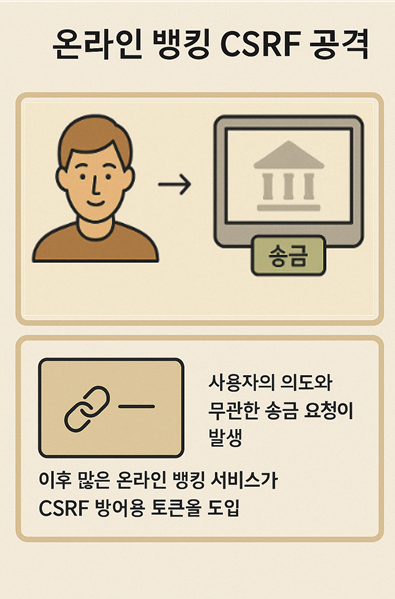 온라인 뱅킹 CSRF 공격
송금
사용자의 의도와
무관한 송금 요청이
발생
이후 많은 온라인 뱅킹 서비스가
CSRF 방어용 토큰올 도입